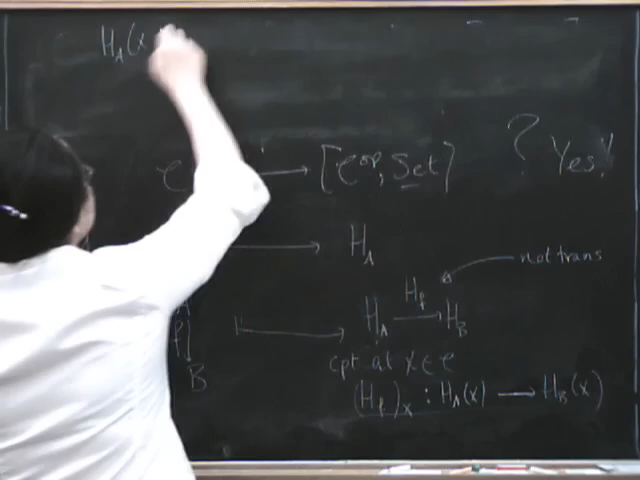 H_A(x
C → [C^op, Set] ? Yes!
→ H_A
H_A —H_f→ H_B ← nat trans
f↓ ↦
B
cpt at x ∈ C
(H_f)_x : H_A(x) → H_B(x)